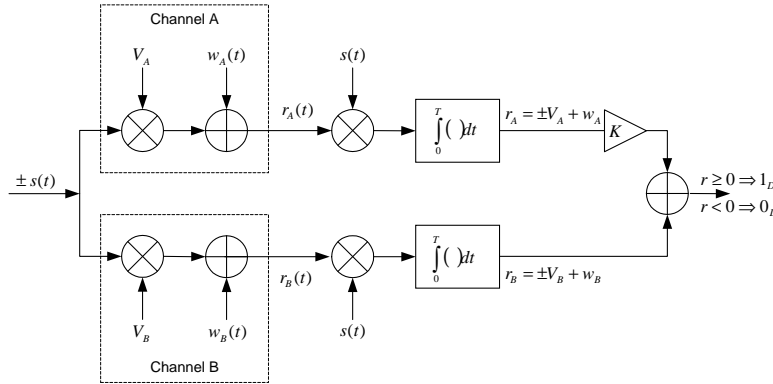 Channel A
V_A
w_A(t)
s(t)
r_A(t)
∫_0^T ( )dt
r_A = ±V_A + w_A
K
± s(t)
r ≥ 0 ⇒ 1_D
r < 0 ⇒ 0_D
∫_0^T ( )dt
r_B(t)
r_B = ±V_B + w_B
V_B
w_B(t)
s(t)
Channel B